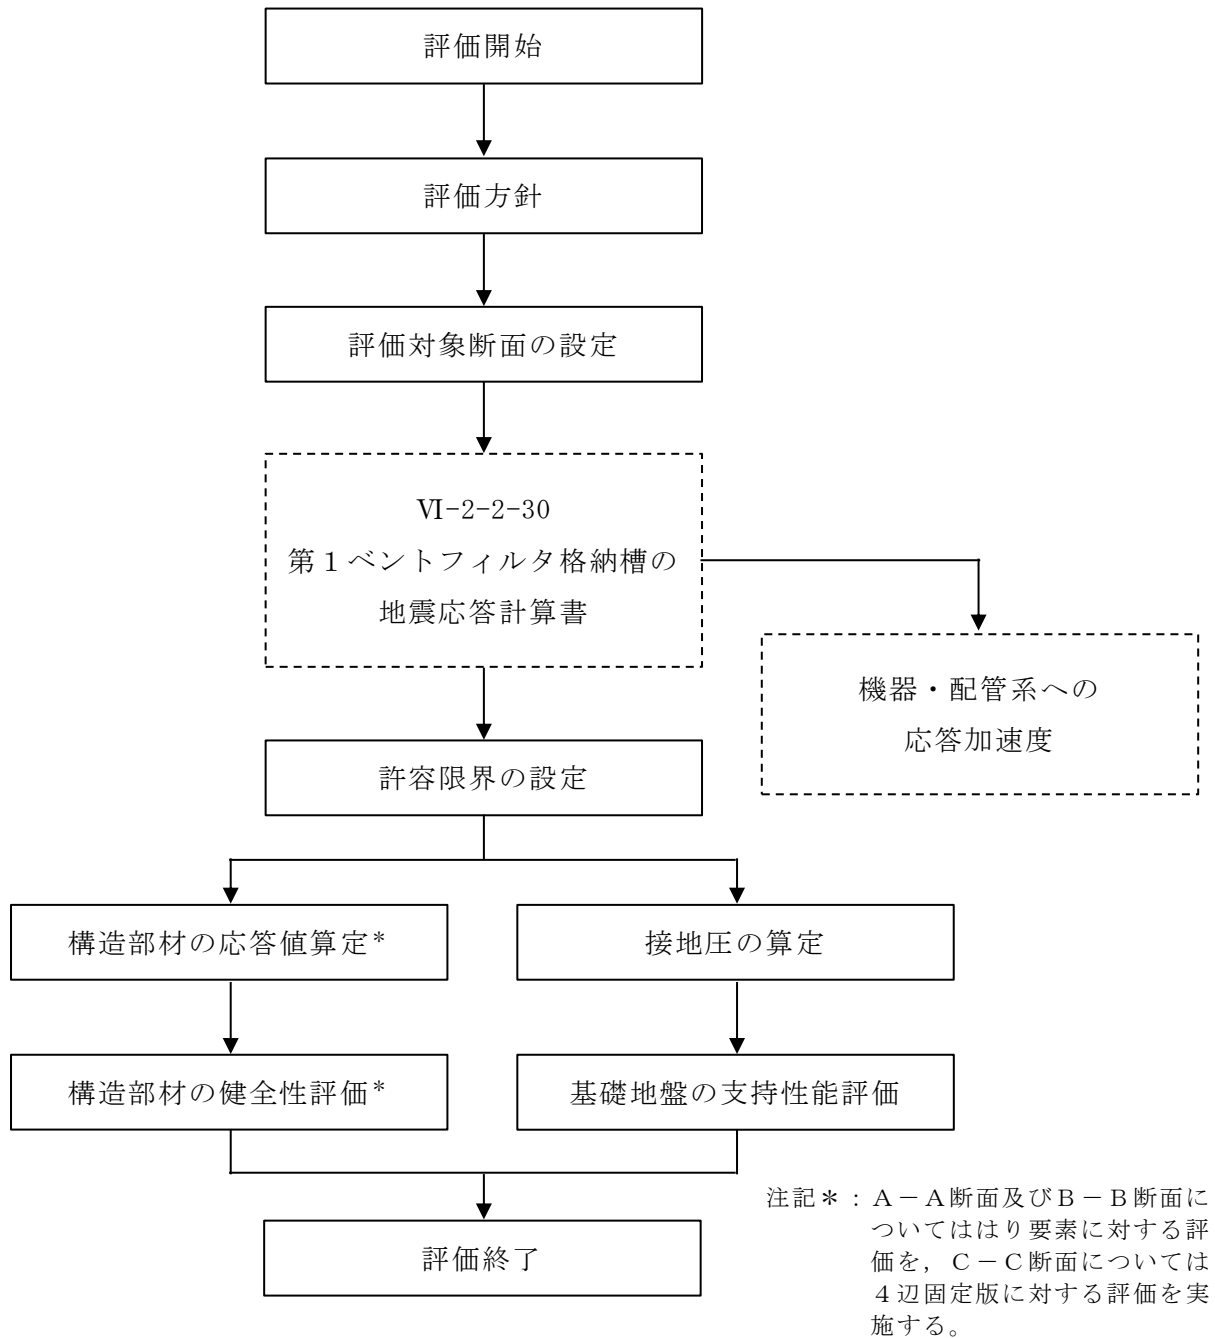 評価開始
評価方針
評価対象断面の設定
Ⅵ-2-2-30
第１ベントフィルタ格納槽の
地震応答計算書
機器・配管系への
応答加速度
許容限界の設定
構造部材の応答値算定*
接地圧の算定
構造部材の健全性評価*
基礎地盤の支持性能評価
評価終了
注記＊：Ａ－Ａ断面及びＢ－Ｂ断面に
ついてははり要素に対する評
価を，Ｃ－Ｃ断面については
４辺固定版に対する評価を実
施する。